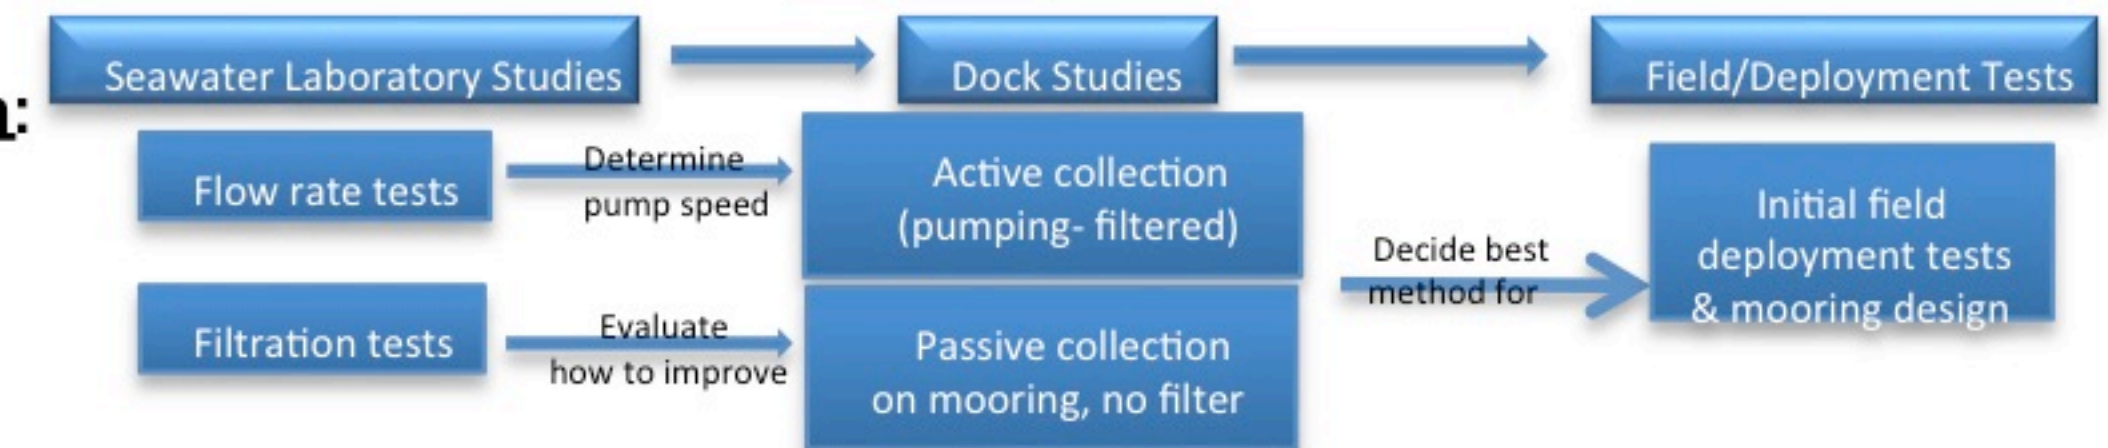 Seawater Laboratory Studies
Dock Studies
Field/Deployment Tests
Flow rate tests
Determine
pump speed
Active collection
(pumping- filtered)
Filtration tests
Evaluate
how to improve
Passive collection
on mooring, no filter
Decide best
method for
Initial field
deployment tests
& mooring design